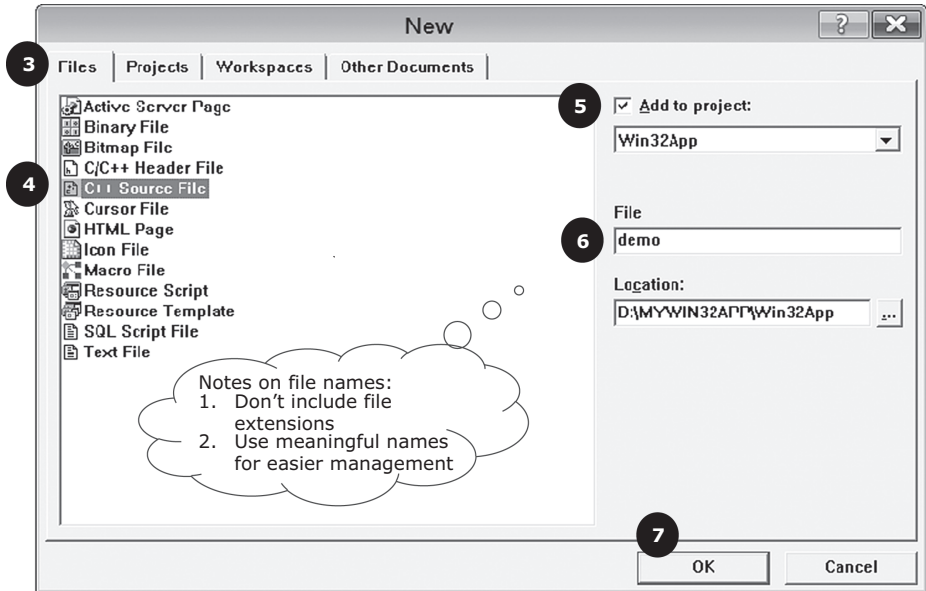 New
3
Files Projects Workspaces Other Documents
Active Server Page
Binary File
Bitmap File
C/C++ Header File
4
C++ Source File
Cursor File
HTML Page
Icon File
Macro File
Resource Script
Resource Template
SQL Script File
Text File
Notes on file names:
1. Don't include file
extensions
2. Use meaningful names
for easier management
5
Add to project:
Win32App
File
6
demo
Location:
D:\MYWIN32APP\Win32App
...
7
OK Cancel